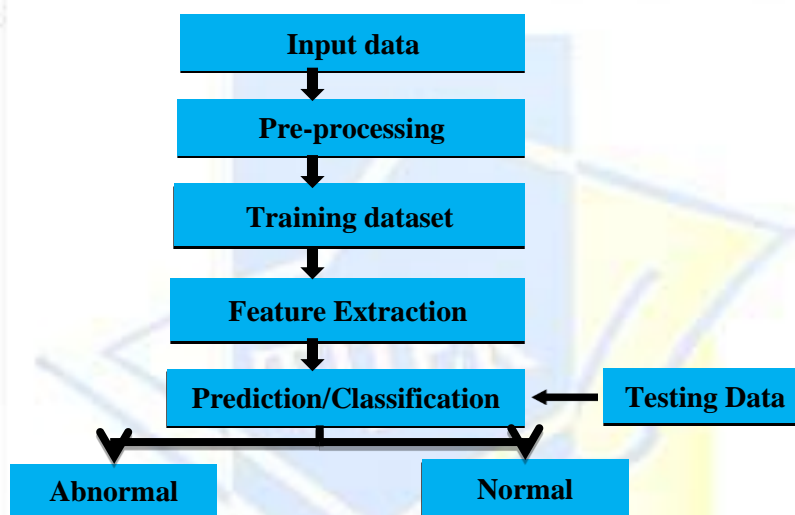 Input data
Pre-processing
Training dataset
Feature Extraction
Prediction/Classification
Testing Data
Abnormal
Normal